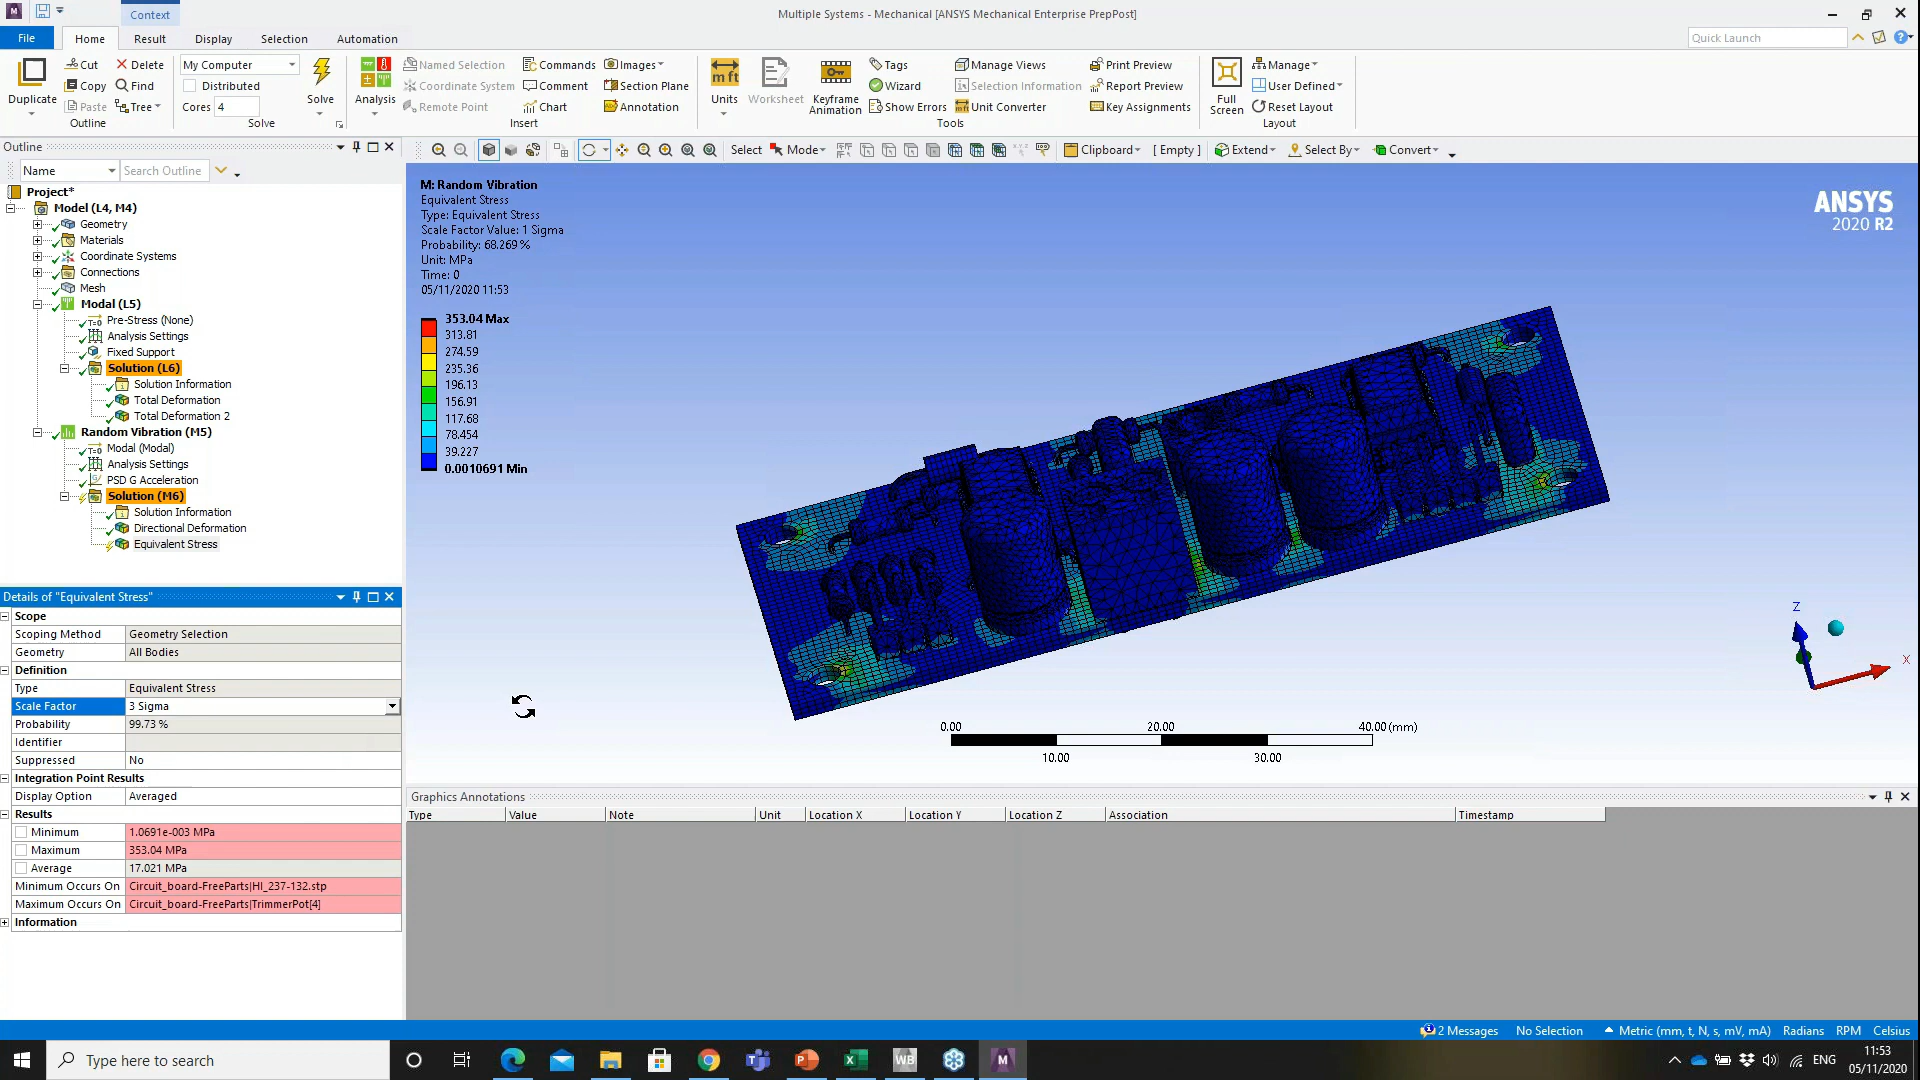 Context
Multiple Systems - Mechanical [ANSYS Mechanical Enterprise PrepPost]
File Home Result Display Selection Automation
Quick Launch
Duplicate
Cut
Copy
Paste
Delete
Find
Tree
Outline
My Computer
Distributed
Cores 4
Solve
Solve
Analysis
Named Selection
Coordinate System
Remote Point
Commands
Comment
Chart
Images
Section Plane
Annotation
Insert
Units
Worksheet
Keyframe
Animation
Tags
Wizard
Show Errors
Manage Views
Selection Information
Unit Converter
Print Preview
Report Preview
Key Assignments
Tools
Full
Screen
Manage
User Defined
Reset Layout
Layout
Outline
Name Search Outline
Project*
Model (L4, M4)
Geometry
Materials
Coordinate Systems
Connections
Mesh
Modal (L5)
Pre-Stress (None)
Analysis Settings
Fixed Support
Solution (L6)
Solution Information
Total Deformation
Total Deformation 2
Random Vibration (M5)
Modal (Modal)
Analysis Settings
PSD G Acceleration
Solution (M6)
Solution Information
Directional Deformation
Equivalent Stress
Details of "Equivalent Stress"
Scope
Scoping Method Geometry Selection
Geometry All Bodies
Definition
Type Equivalent Stress
Scale Factor 3 Sigma
Probability 99.73 %
Identifier
Suppressed No
Integration Point Results
Display Option Averaged
Results
Minimum 1.0691e-003 MPa
Maximum 353.04 MPa
Average 17.021 MPa
Minimum Occurs On Circuit_board-FreeParts|HI_237-132.stp
Maximum Occurs On Circuit_board-FreeParts|TrimmerPot[4]
Information
Select Mode Clipboard [ Empty ] Extend Select By Convert
M: Random Vibration
Equivalent Stress
Type: Equivalent Stress
Scale Factor Value: 1 Sigma
Probability: 68.269 %
Unit: MPa
Time: 0
05/11/2020 11:53
353.04 Max
313.81
274.59
235.36
196.13
156.91
117.68
78.454
39.227
0.0010691 Min
ANSYS
2020 R2
Z
X
0.00 20.00 40.00 (mm)
10.00 30.00
Graphics Annotations
Type Value Note Unit Location X Location Y Location Z Association Timestamp
2 Messages No Selection Metric (mm, t, N, s, mV, mA) Radians RPM Celsius
Type here to search
WB
M
ENG
11:53
05/11/2020